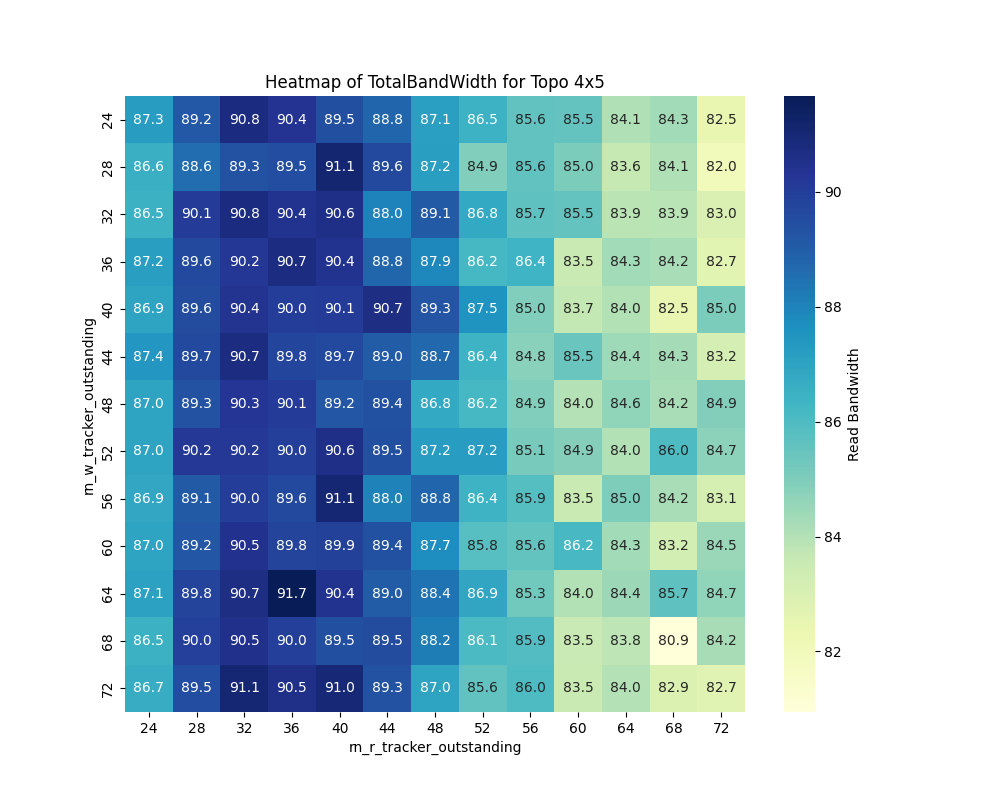 Heatmap of TotalBandWidth for Topo 4x5
24 87.3 89.2 90.8 90.4 89.5 88.8 87.1 86.5 85.6 85.5 84.1 84.3 82.5
28 86.6 88.6 89.3 89.5 91.1 89.6 87.2 84.9 85.6 85.0 83.6 84.1 82.0
32 86.5 90.1 90.8 90.4 90.6 88.0 89.1 86.8 85.7 85.5 83.9 83.9 83.0
36 87.2 89.6 90.2 90.7 90.4 88.8 87.9 86.2 86.4 83.5 84.3 84.2 82.7
40 86.9 89.6 90.4 90.0 90.1 90.7 89.3 87.5 85.0 83.7 84.0 82.5 85.0
44 87.4 89.7 90.7 89.8 89.7 89.0 88.7 86.4 84.8 85.5 84.4 84.3 83.2
48 87.0 89.3 90.3 90.1 89.2 89.4 86.8 86.2 84.9 84.0 84.6 84.2 84.9
52 87.0 90.2 90.2 90.0 90.6 89.5 87.2 87.2 85.1 84.9 84.0 86.0 84.7
56 86.9 89.1 90.0 89.6 91.1 88.0 88.8 86.4 85.9 83.5 85.0 84.2 83.1
60 87.0 89.2 90.5 89.8 89.9 89.4 87.7 85.8 85.6 86.2 84.3 83.2 84.5
64 87.1 89.8 90.7 91.7 90.4 89.0 88.4 86.9 85.3 84.0 84.4 85.7 84.7
68 86.5 90.0 90.5 90.0 89.5 89.5 88.2 86.1 85.9 83.5 83.8 80.9 84.2
72 86.7 89.5 91.1 90.5 91.0 89.3 87.0 85.6 86.0 83.5 84.0 82.9 82.7
24 28 32 36 40 44 48 52 56 60 64 68 72
rn_r_tracker_outstanding
rn_w_tracker_outstanding
90
88
86
84
82
Read Bandwidth